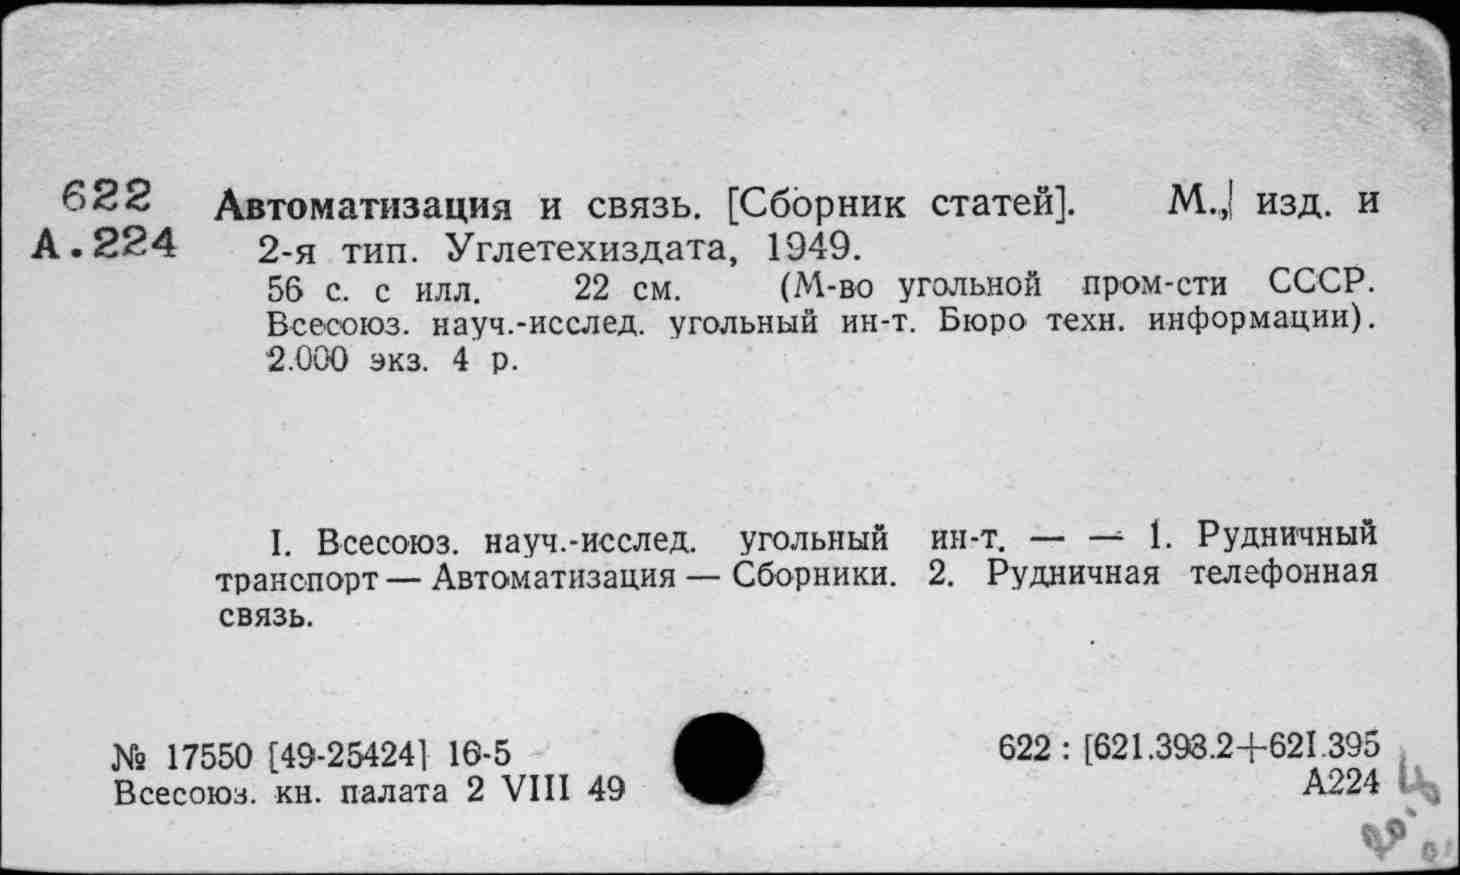 622 Автоматизация и связь. [Сборник статей]. М., изд. и
А.224 2-я тип. Углетехиздата, 1949.
56 с. с илл. 22 см. (М-во угольной пром-сти СССР.
Всесоюз. науч.-исслед. угольный ин-т. Бюро техн. информации).
2.000 экз. 4 р.
I. Всесоюз. науч.-исслед. угольный ин-т. — — 1. Рудничный
транспорт — Автоматизация — Сборники. 2. Рудничная телефонная
связь.
№ 17550 [49-25424] 16-5
Всесоюз. кн. палата 2 VIII 49
622 : [621.398.2+621.395
А224